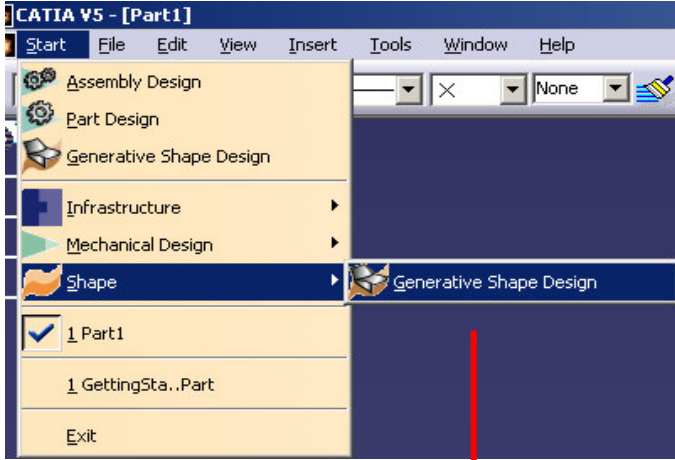 CATIA V5 - [Part1]
Start File Edit View Insert Tools Window Help
None
Assembly Design
Part Design
Generative Shape Design
Infrastructure
Mechanical Design
Shape
Generative Shape Design
1 Part1
1 GettingSta..Part
Exit